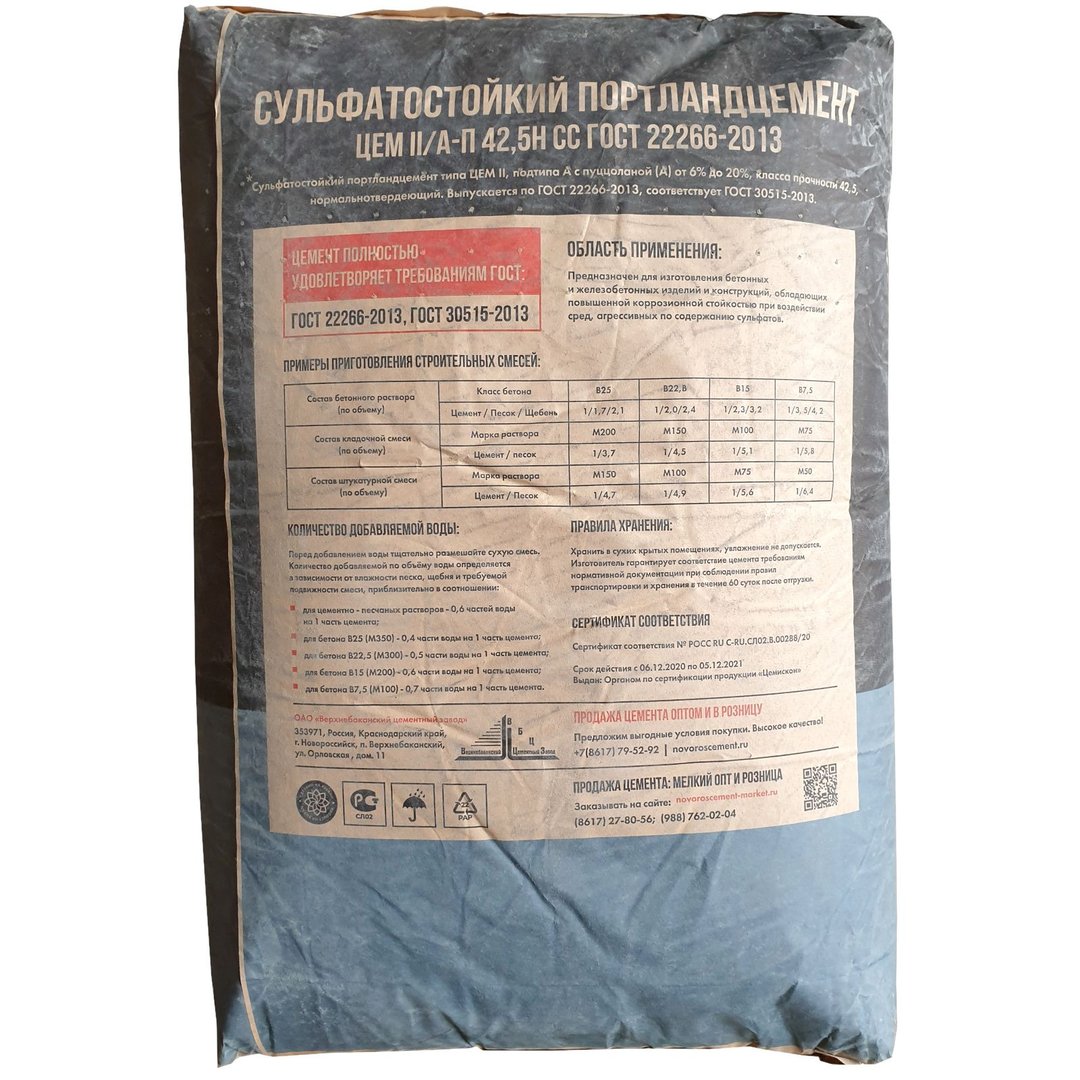 СУЛЬФАТОСТОЙКИЙ ПОРТЛАНДЦЕМЕНТ
ЦЕМ II/А-П 42,5Н СС ГОСТ 22266-2013
*Сульфатостойкий портландцемент типа ЦЕМ II, подтипа А с пуццоланой (А) от 6% до 20%, класса прочности 42,5,
нормальнотвердеющий. Выпускается по ГОСТ 22266-2013, соответствует ГОСТ 30515-2013.
ЦЕМЕНТ ПОЛНОСТЬЮ
УДОВЛЕТВОРЯЕТ ТРЕБОВАНИЯМ ГОСТ:
ГОСТ 22266-2013, ГОСТ 30515-2013
ОБЛАСТЬ ПРИМЕНЕНИЯ:
Предназначен для изготовления бетонных
и железобетонных изделий и конструкций, обладающих
повышенной коррозионной стойкостью при воздействии
сред, агрессивных по содержанию сульфатов.
ПРИМЕРЫ ПРИГОТОВЛЕНИЯ СТРОИТЕЛЬНЫХ СМЕСЕЙ:
Состав бетонного раствора
(по объему)
Класс бетона В25 В22,В В15 В7,5
Цемент / Песок / Щебень 1/1,7/2,1 1/2,0/2,4 1/2,3/3,2 1/3, 5/4, 2
Состав кладочной смеси
(по объему)
Марка раствора М200 М150 М100 М75
Цемент / песок 1/3,7 1/4,5 1/5,1 1/5,8
Состав штукатурной смеси
(по объему)
Марка раствора М150 М100 М75 М50
Цемент / Песок 1/4,7 1/4,9 1/5,6 1/6,4
КОЛИЧЕСТВО ДОБАВЛЯЕМОЙ ВОДЫ:
Перед добавлением воды тщательно размешайте сухую смесь.
Количество добавляемой по объёму воды определяется
в зависимости от влажности песка, щебня и требуемой
подвижности смеси, приблизительно в соотношении:
для цементно - песчаных растворов - 0,6 частей воды
на 1 часть цемента;
для бетона В25 (М350) - 0,4 части воды на 1 часть цемента;
для бетона В22,5 (М300) - 0,5 части воды на 1 часть цемента;
для бетона В15 (М200) - 0,6 части воды на 1 часть цемента;
для бетона В7,5 (М100) - 0,7 части воды на 1 часть цемента.
ПРАВИЛА ХРАНЕНИЯ:
Хранить в сухих крытых помещениях, увлажнение не допускается.
Изготовитель гарантирует соответствие цемента требованиям
нормативной документации при соблюдении правил
транспортировки и хранения в течение 60 суток после отгрузки.
СЕРТИФИКАТ СООТВЕТСТВИЯ
Сертификат соответствия № РОСС RU С-RU.СЛ02.В.00288/20
Срок действия с 06.12.2020 по 05.12.2021
Выдан: Органом по сертификации продукции «Цемискон»
ОАО «Верхнебаканский цементный завод»
353971, Россия, Краснодарский край,
г. Новороссийск, п. Верхнебаканский,
ул. Орловская , дом. 11
В
Б
Ц
Верхнебаканский Цементный Завод
ПРОДАЖА ЦЕМЕНТА ОПТОМ И В РОЗНИЦУ
Предложим выгодные условия покупки. Высокое качество!
+7(8617) 79-52-92 | novoroscement.ru
ПРОДАЖА ЦЕМЕНТА: МЕЛКИЙ ОПТ И РОЗНИЦА
Заказывать на сайте: novoroscement-market.ru
(8617) 27-80-56; (988) 762-02-04
РС
СЛ02
22
PAP